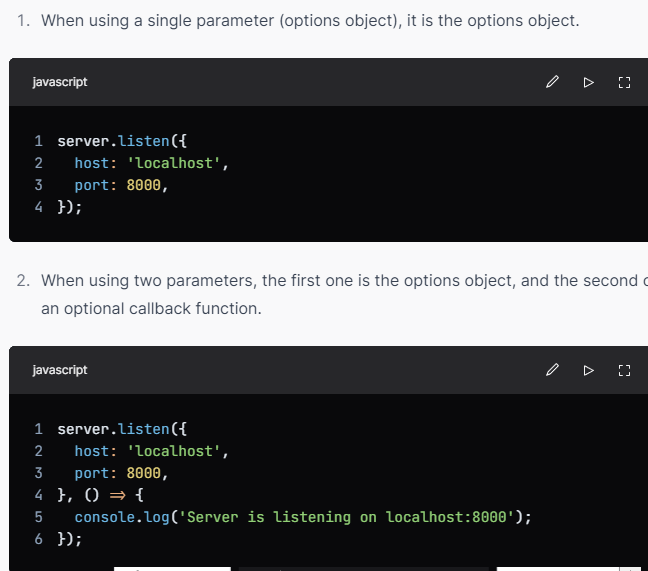 1. When using a single parameter (options object), it is the options object.
javascript
1 server.listen({
2   host: 'localhost',
3   port: 8000,
4 });
2. When using two parameters, the first one is the options object, and the second
an optional callback function.
javascript
1 server.listen({
2   host: 'localhost',
3   port: 8000,
4 }, () => {
5   console.log('Server is listening on localhost:8000');
6 });